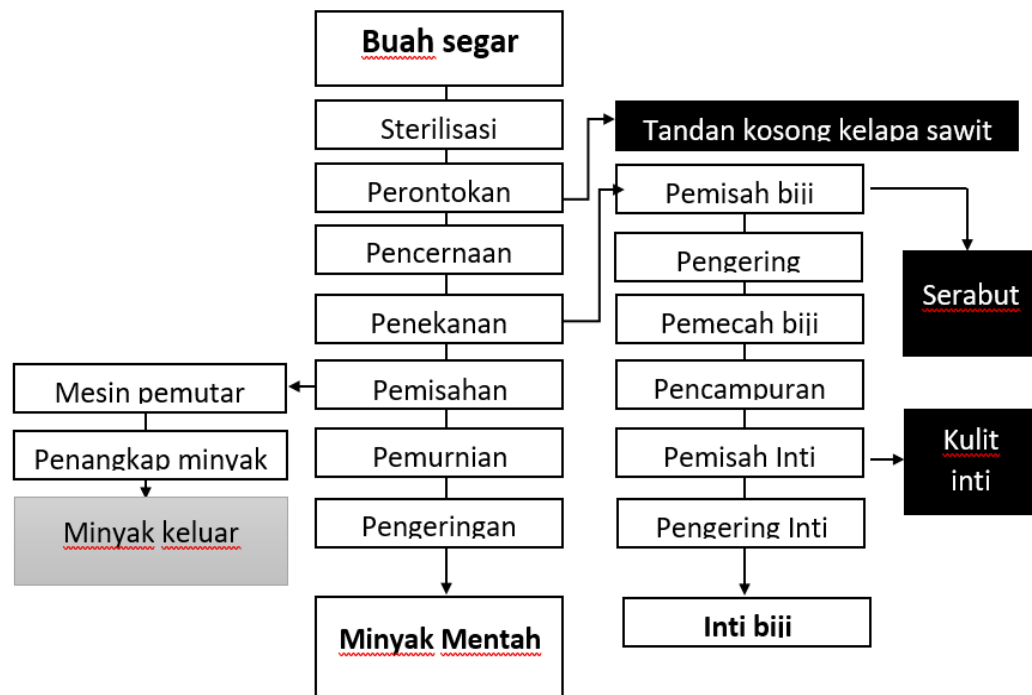 Buah segar
Sterilisasi
Tandan kosong kelapa sawit
Perontokan
Pemisah biji
Pencernaan
Pengering
Serabut
Penekanan
Pemecah biji
Mesin pemutar
Pemisahan
Pencampuran
Penangkap minyak
Pemurnian
Pemisah Inti
Kulit
inti
Minyak keluar
Pengeringan
Pengering Inti
Minyak Mentah
Inti biji